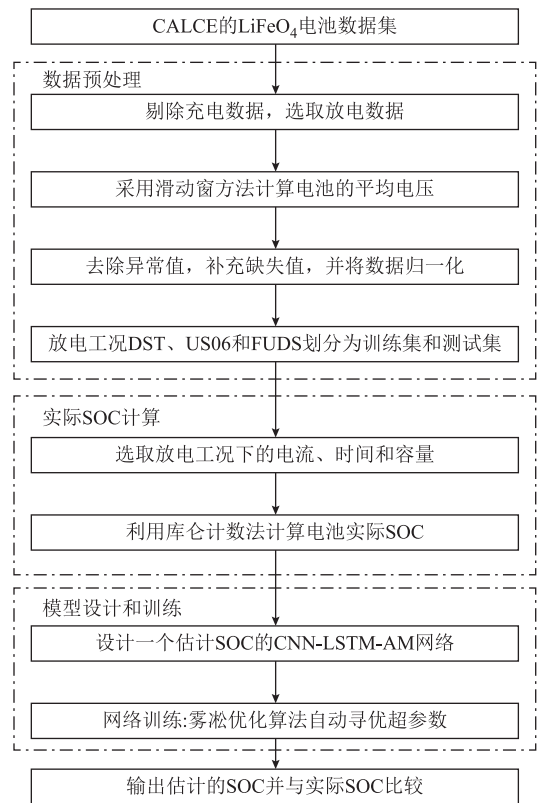 CALCE的LiFeO₄电池数据集
数据预处理
剔除充电数据，选取放电数据
采用滑动窗方法计算电池的平均电压
去除异常值，补充缺失值，并将数据归一化
放电工况DST、US06和FUDS划分为训练集和测试集
实际SOC计算
选取放电工况下的电流、时间和容量
利用库仑计数法计算电池实际SOC
模型设计和训练
设计一个估计SOC的CNN-LSTM-AM网络
网络训练:雾凇优化算法自动寻优超参数
输出估计的SOC并与实际SOC比较